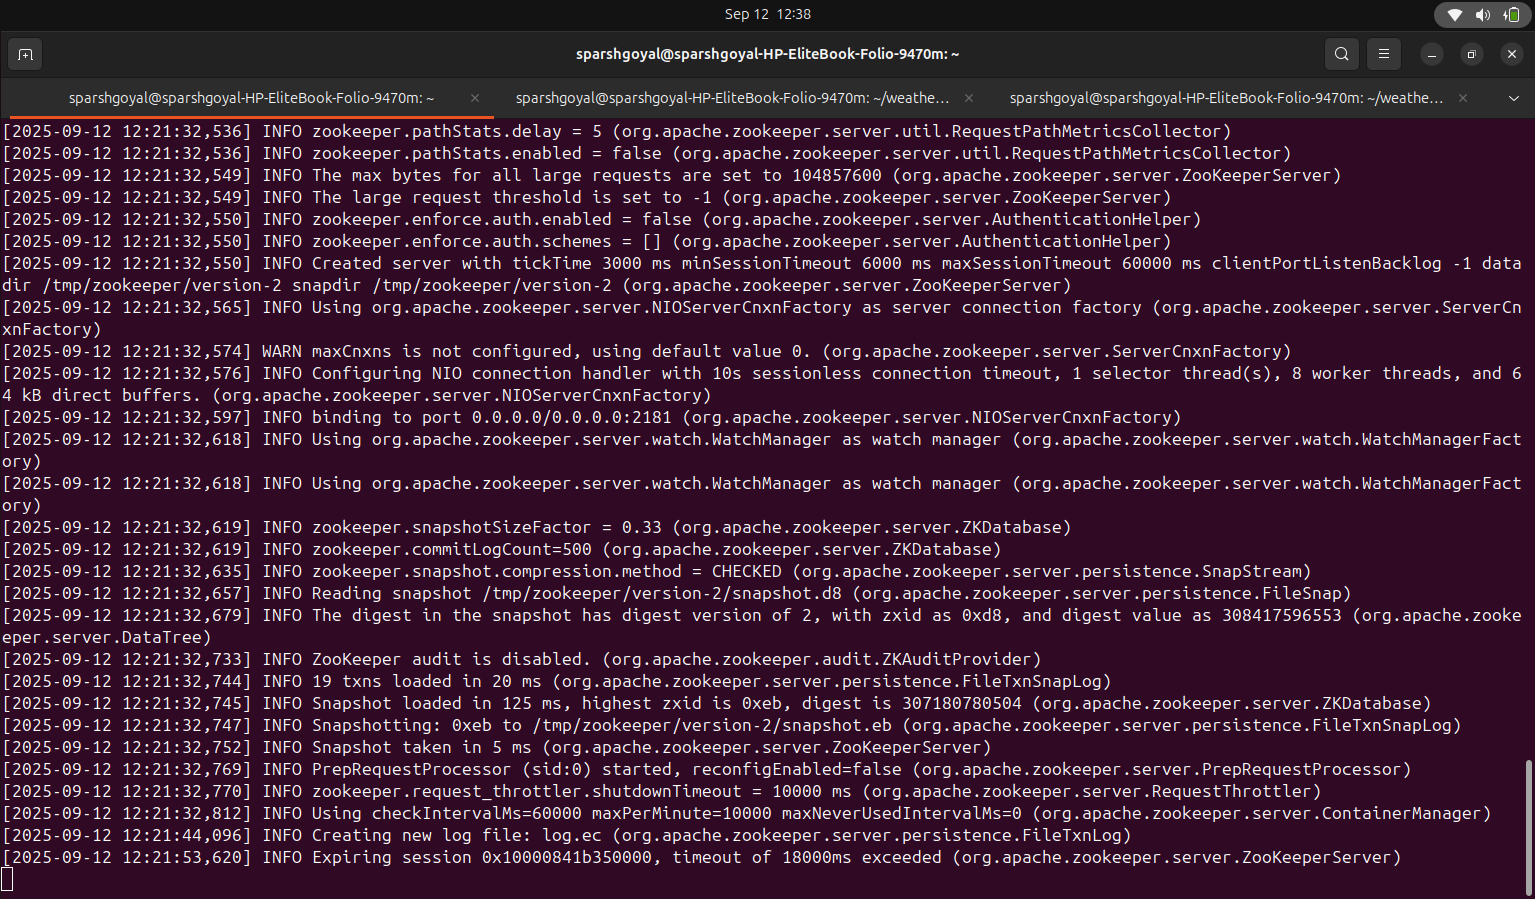 Sep 12 12:38
sparshgoyal@sparshgoyal-HP-EliteBook-Folio-9470m: ~
sparshgoyal@sparshgoyal-HP-EliteBook-Folio-9470m: ~
sparshgoyal@sparshgoyal-HP-EliteBook-Folio-9470m: ~/weathe...
sparshgoyal@sparshgoyal-HP-EliteBook-Folio-9470m: ~/weathe...
[2025-09-12 12:21:32,536] INFO zookeeper.pathStats.delay = 5 (org.apache.zookeeper.server.util.RequestPathMetricsCollector)
[2025-09-12 12:21:32,536] INFO zookeeper.pathStats.enabled = false (org.apache.zookeeper.server.util.RequestPathMetricsCollector)
[2025-09-12 12:21:32,549] INFO The max bytes for all large requests are set to 104857600 (org.apache.zookeeper.server.ZooKeeperServer)
[2025-09-12 12:21:32,549] INFO The large request threshold is set to -1 (org.apache.zookeeper.server.ZooKeeperServer)
[2025-09-12 12:21:32,550] INFO zookeeper.enforce.auth.enabled = false (org.apache.zookeeper.server.AuthenticationHelper)
[2025-09-12 12:21:32,550] INFO zookeeper.enforce.auth.schemes = [] (org.apache.zookeeper.server.AuthenticationHelper)
[2025-09-12 12:21:32,550] INFO Created server with tickTime 3000 ms minSessionTimeout 6000 ms maxSessionTimeout 60000 ms clientPortListenBacklog -1 data
dir /tmp/zookeeper/version-2 snapdir /tmp/zookeeper/version-2 (org.apache.zookeeper.server.ZooKeeperServer)
[2025-09-12 12:21:32,565] INFO Using org.apache.zookeeper.server.NIOServerCnxnFactory as server connection factory (org.apache.zookeeper.server.ServerCn
xnFactory)
[2025-09-12 12:21:32,574] WARN maxCnxns is not configured, using default value 0. (org.apache.zookeeper.server.ServerCnxnFactory)
[2025-09-12 12:21:32,576] INFO Configuring NIO connection handler with 10s sessionless connection timeout, 1 selector thread(s), 8 worker threads, and 6
4 kB direct buffers. (org.apache.zookeeper.server.NIOServerCnxnFactory)
[2025-09-12 12:21:32,597] INFO binding to port 0.0.0.0/0.0.0.0:2181 (org.apache.zookeeper.server.NIOServerCnxnFactory)
[2025-09-12 12:21:32,618] INFO Using org.apache.zookeeper.server.watch.WatchManager as watch manager (org.apache.zookeeper.server.watch.WatchManagerFact
ory)
[2025-09-12 12:21:32,618] INFO Using org.apache.zookeeper.server.watch.WatchManager as watch manager (org.apache.zookeeper.server.watch.WatchManagerFact
ory)
[2025-09-12 12:21:32,619] INFO zookeeper.snapshotSizeFactor = 0.33 (org.apache.zookeeper.server.ZKDatabase)
[2025-09-12 12:21:32,619] INFO zookeeper.commitLogCount=500 (org.apache.zookeeper.server.ZKDatabase)
[2025-09-12 12:21:32,635] INFO zookeeper.snapshot.compression.method = CHECKED (org.apache.zookeeper.server.persistence.SnapStream)
[2025-09-12 12:21:32,657] INFO Reading snapshot /tmp/zookeeper/version-2/snapshot.d8 (org.apache.zookeeper.server.persistence.FileSnap)
[2025-09-12 12:21:32,679] INFO The digest in the snapshot has digest version of 2, with zxid as 0xd8, and digest value as 308417596553 (org.apache.zooke
eper.server.DataTree)
[2025-09-12 12:21:32,733] INFO ZooKeeper audit is disabled. (org.apache.zookeeper.audit.ZKAuditProvider)
[2025-09-12 12:21:32,744] INFO 19 txns loaded in 20 ms (org.apache.zookeeper.server.persistence.FileTxnSnapLog)
[2025-09-12 12:21:32,745] INFO Snapshot loaded in 125 ms, highest zxid is 0xeb, digest is 307180780504 (org.apache.zookeeper.server.ZKDatabase)
[2025-09-12 12:21:32,747] INFO Snapshotting: 0xeb to /tmp/zookeeper/version-2/snapshot.eb (org.apache.zookeeper.server.persistence.FileTxnSnapLog)
[2025-09-12 12:21:32,752] INFO Snapshot taken in 5 ms (org.apache.zookeeper.server.ZooKeeperServer)
[2025-09-12 12:21:32,769] INFO PrepRequestProcessor (sid:0) started, reconfigEnabled=false (org.apache.zookeeper.server.PrepRequestProcessor)
[2025-09-12 12:21:32,770] INFO zookeeper.request_throttler.shutdownTimeout = 10000 ms (org.apache.zookeeper.server.RequestThrottler)
[2025-09-12 12:21:32,812] INFO Using checkIntervalMs=60000 maxPerMinute=10000 maxNeverUsedIntervalMs=0 (org.apache.zookeeper.server.ContainerManager)
[2025-09-12 12:21:44,096] INFO Creating new log file: log.ec (org.apache.zookeeper.server.persistence.FileTxnLog)
[2025-09-12 12:21:53,620] INFO Expiring session 0x10000841b350000, timeout of 18000ms exceeded (org.apache.zookeeper.server.ZooKeeperServer)